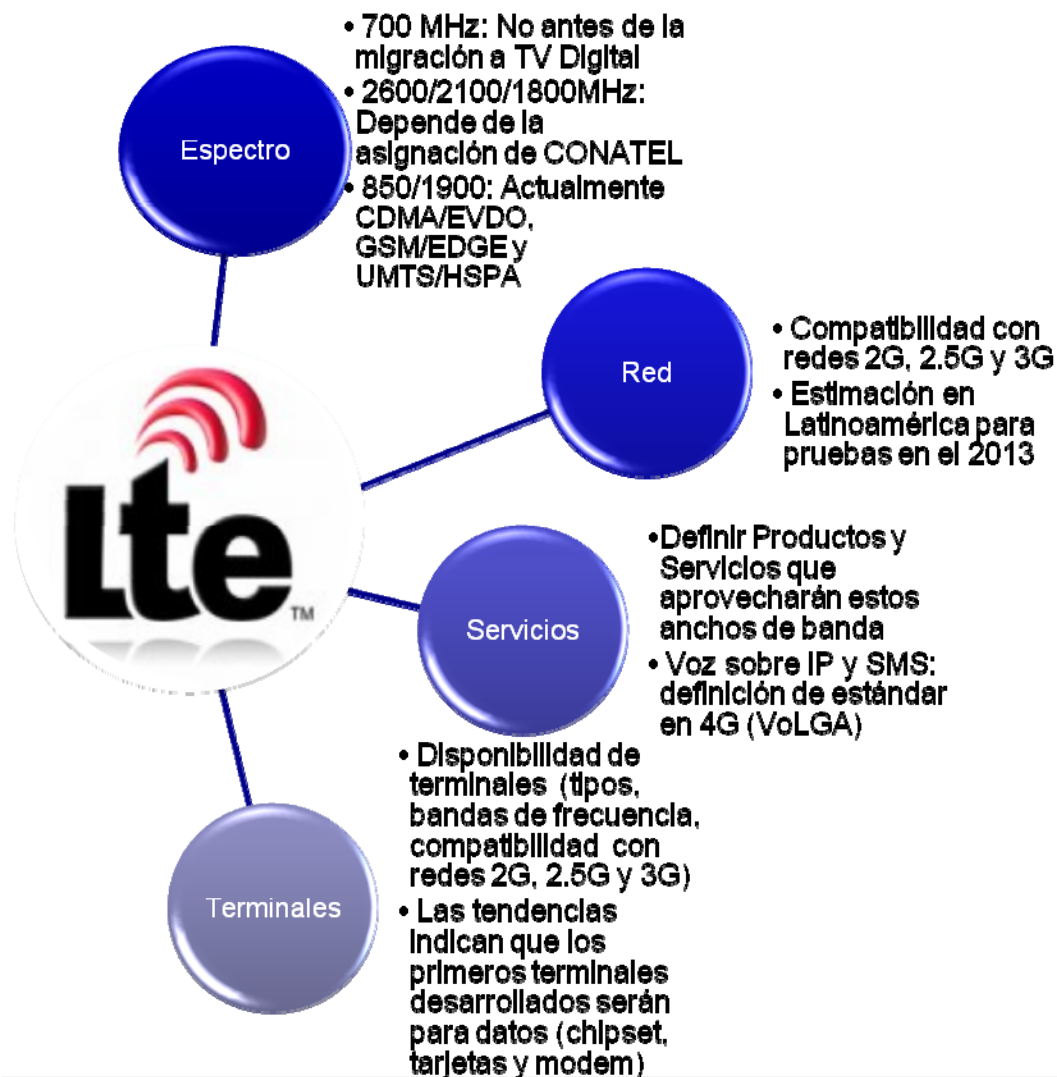 • 700 MHz: No antes de la
migración a TV Digital
• 2600/2100/1800MHz:
Depende de la
asignación de CONATEL
• 850/1900: Actualmente
CDMA/EVDO,
GSM/EDGE y
UMTS/HSPA
Espectro
Red
• Compatibilidad con
redes 2G, 2.5G y 3G
• Estimación en
Latinoamérica para
pruebas en el 2013
Lte
TM
Servicios
•Definir Productos y
Servicios que
aprovecharán estos
anchos de banda
• Voz sobre IP y SMS:
definición de estándar
en 4G (VoLGA)
Terminales
• Disponibilidad de
terminales (tipos,
bandas de frecuencia,
compatibilidad con
redes 2G, 2.5G y 3G)
• Las tendencias
indican que los
primeros terminales
desarrollados serán
para datos (chipset,
tarjetas y modem)